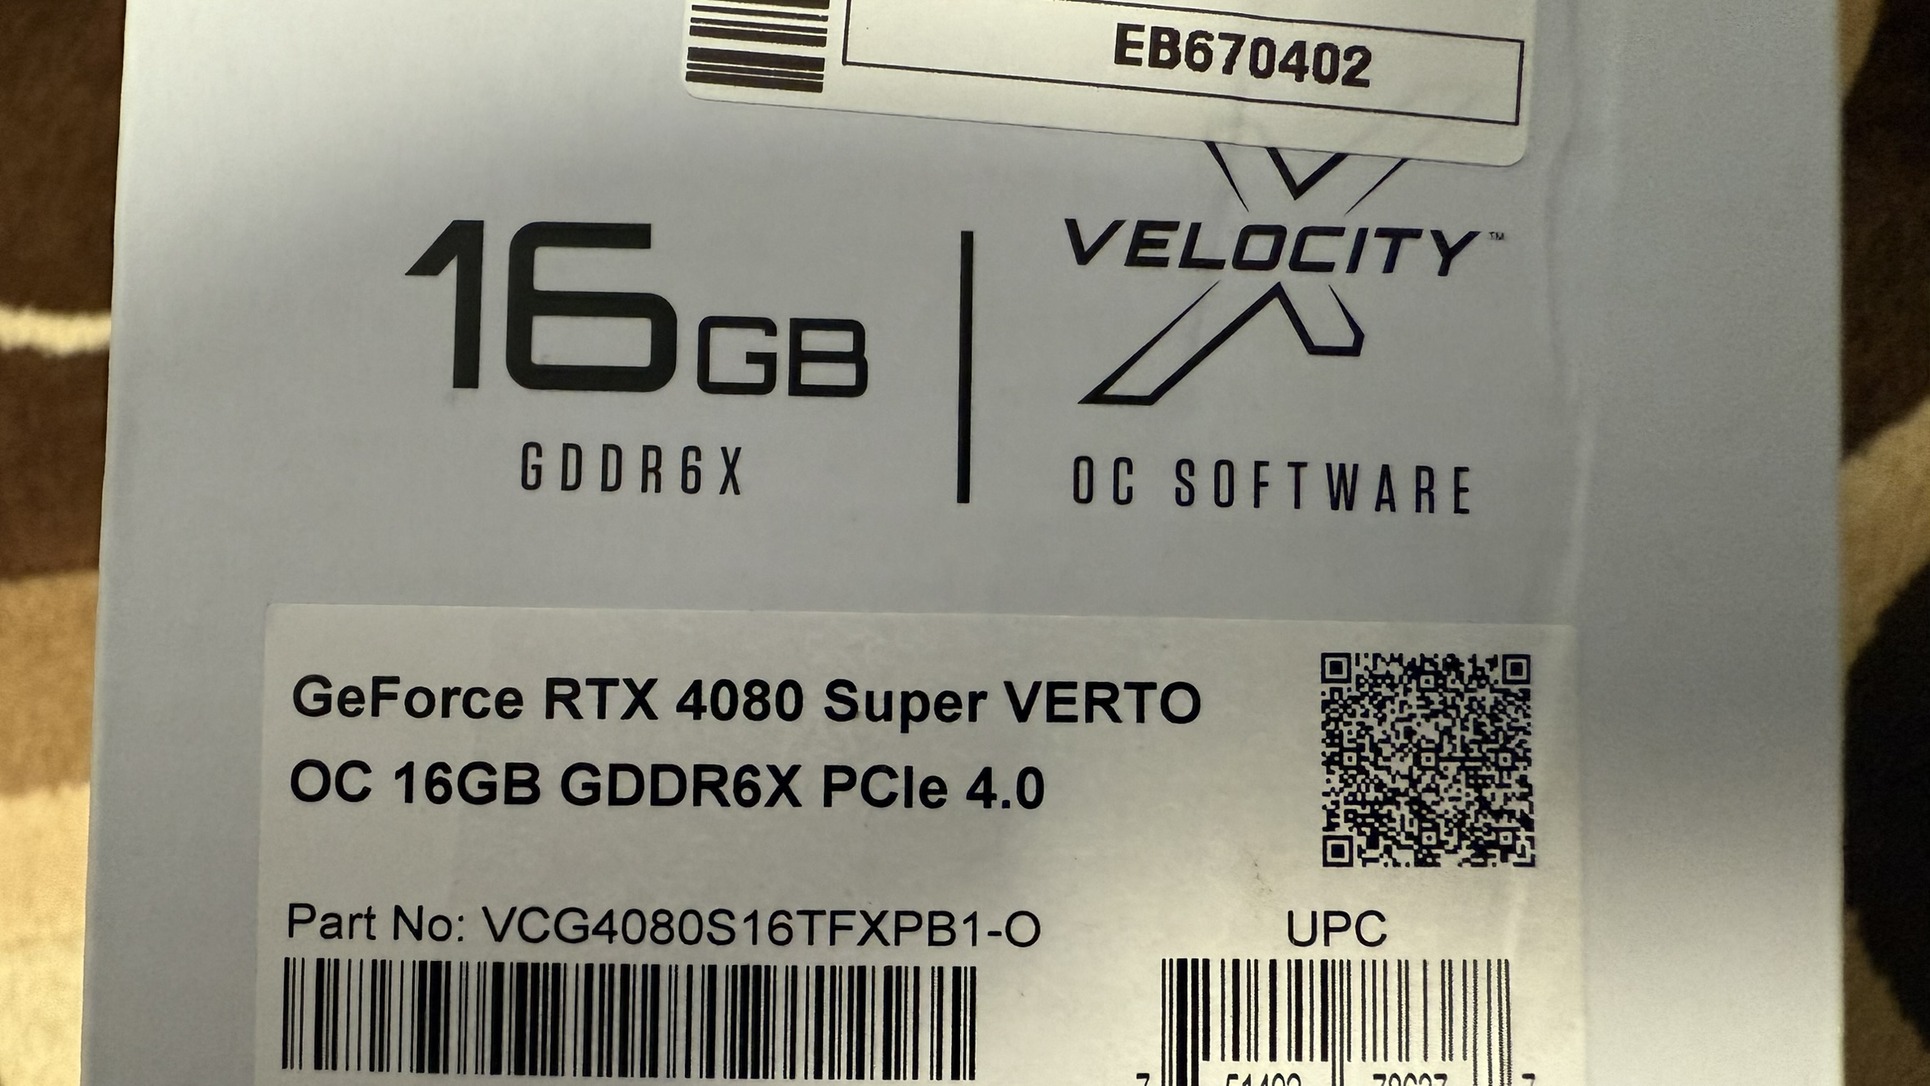 EB670402
16GB
GDDR6X
VELOCITY™
X
OC SOFTWARE
GeForce RTX 4080 Super VERTO
OC 16GB GDDR6X PCIe 4.0
Part No: VCG4080S16TFXPB1-O
UPC